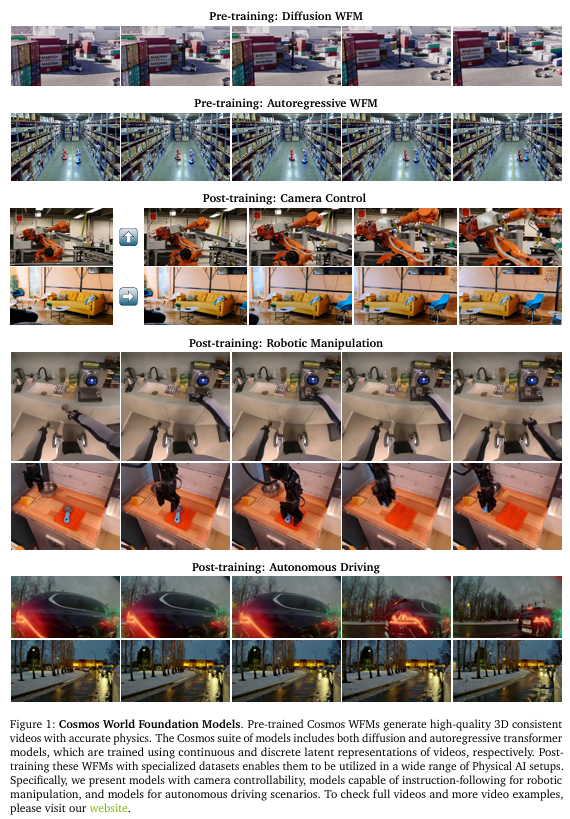 Pre-training: Diffusion WFM
Pre-training: Autoregressive WFM
Post-training: Camera Control
Post-training: Robotic Manipulation
Post-training: Autonomous Driving
Figure 1: Cosmos World Foundation Models. Pre-trained Cosmos WFMs generate high-quality 3D consistent
videos with accurate physics. The Cosmos suite of models includes both diffusion and autoregressive transformer
models, which are trained using continuous and discrete latent representations of videos, respectively. Post-
training these WFMs with specialized datasets enables them to be utilized in a wide range of Physical AI setups.
Specifically, we present models with camera controllability, models capable of instruction-following for robotic
manipulation, and models for autonomous driving scenarios. To check full videos and more video examples,
please visit our website.